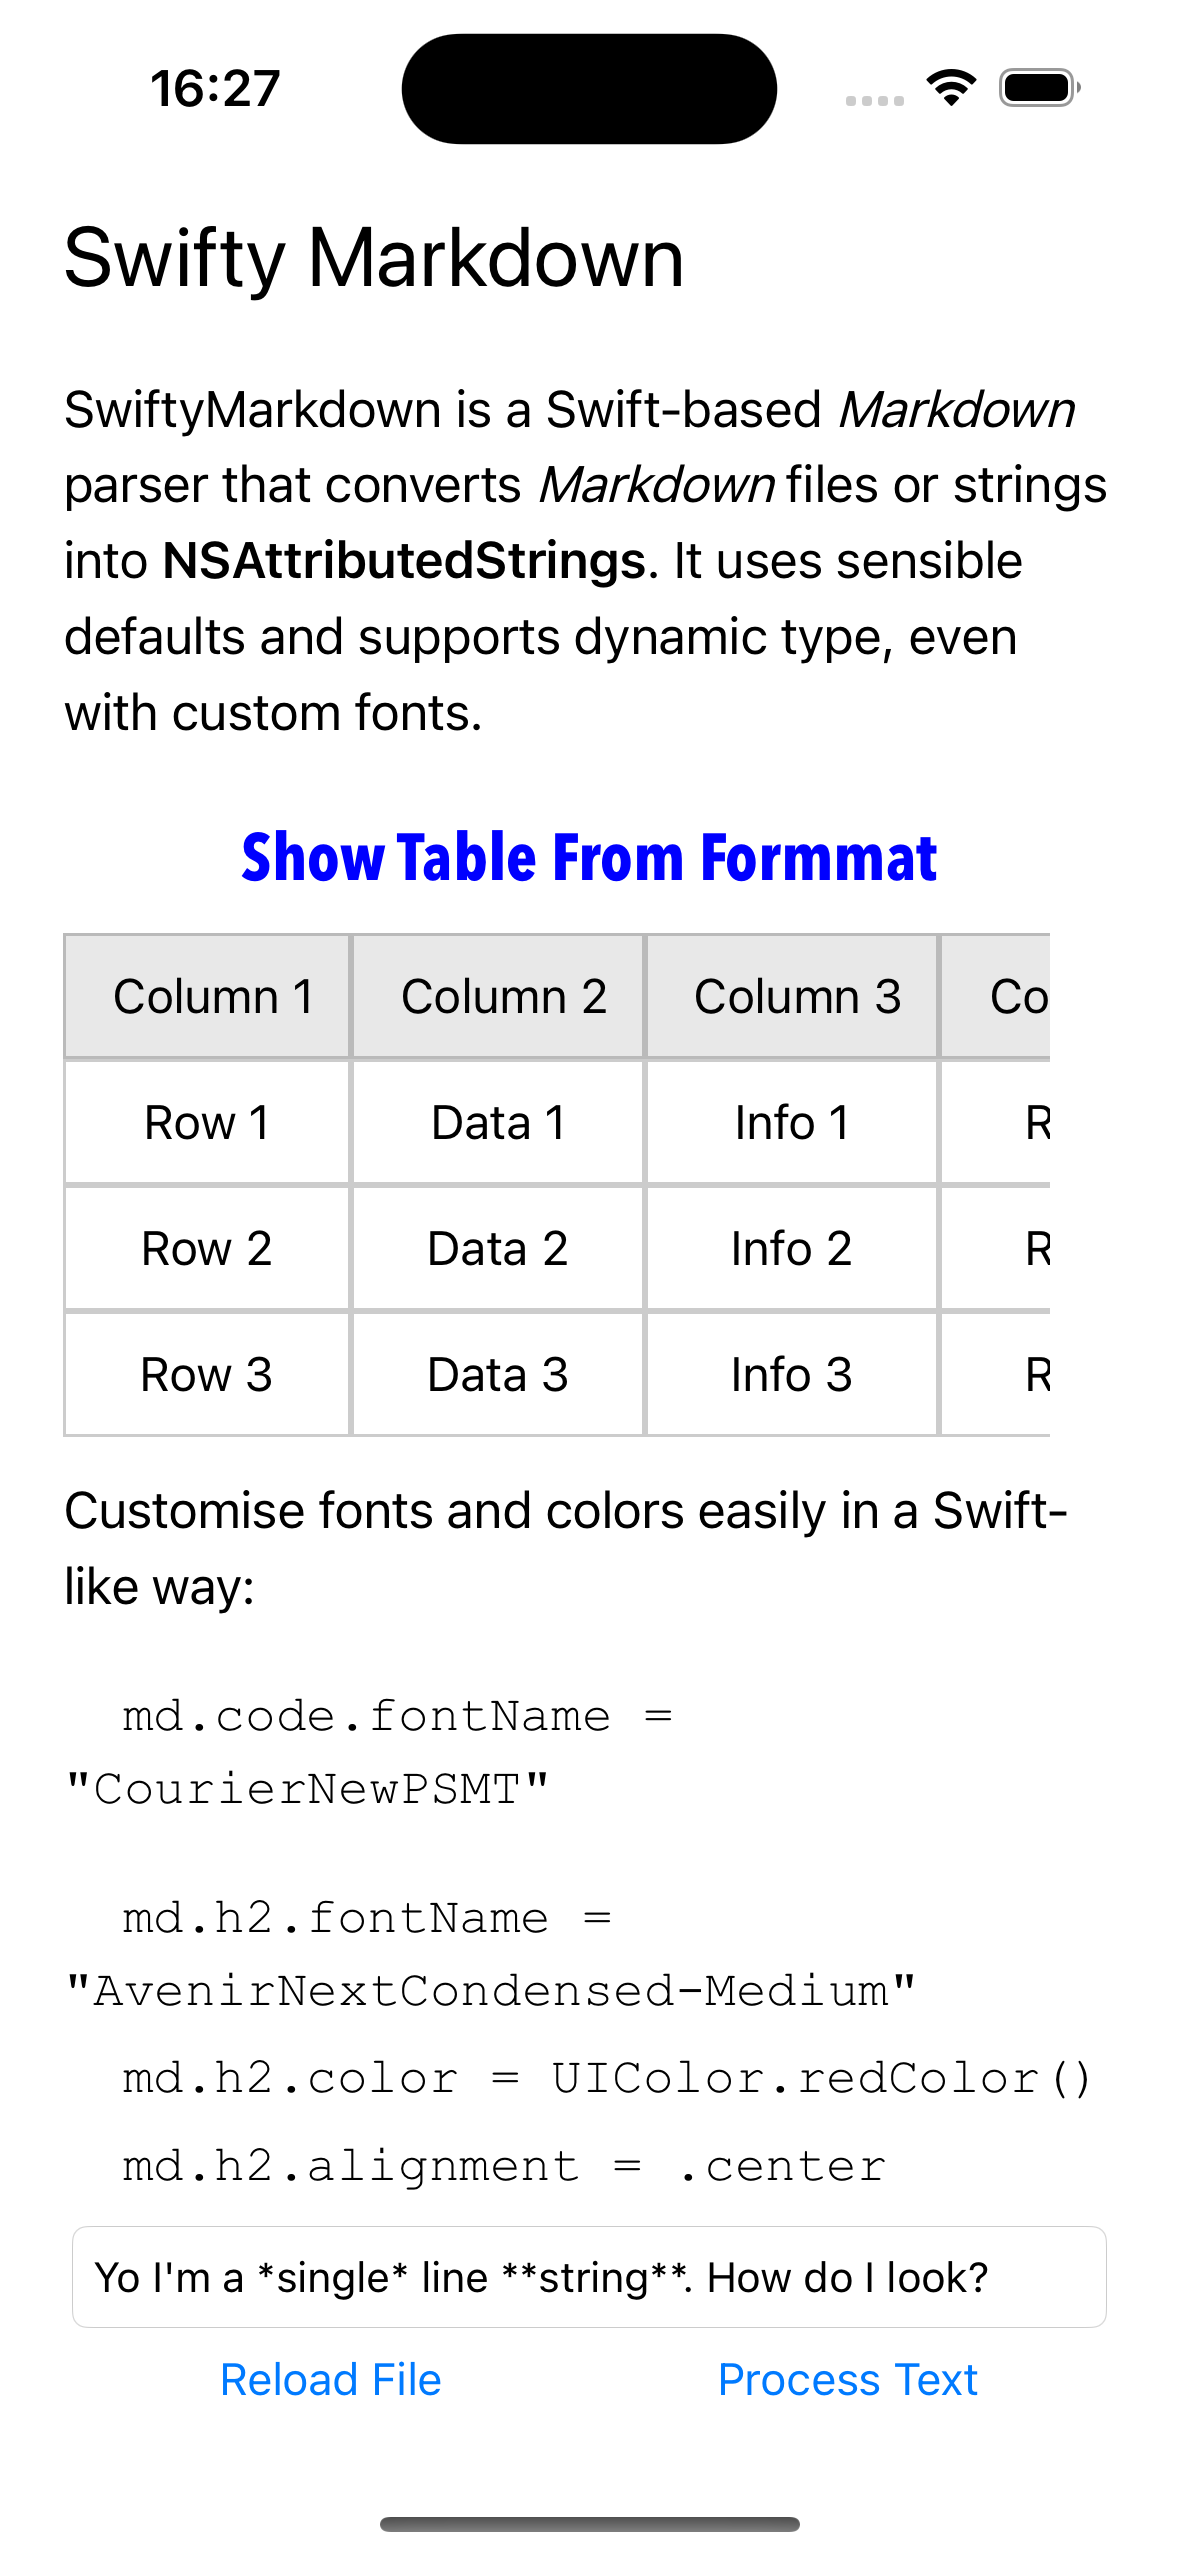 16:27
Swifty Markdown
SwiftyMarkdown is a Swift-based Markdown
parser that converts Markdown files or strings
into NSAttributedStrings. It uses sensible
defaults and supports dynamic type, even
with custom fonts.
Show Table From Formmat
Column 1 Column 2 Column 3 Co
Row 1 Data 1 Info 1 R
Row 2 Data 2 Info 2 R
Row 3 Data 3 Info 3 R
Customise fonts and colors easily in a Swift-
like way:
md.code.fontName =
"CourierNewPSMT"
md.h2.fontName =
"AvenirNextCondensed-Medium"
md.h2.color = UIColor.redColor()
md.h2.alignment = .center
Yo I'm a *single* line **string**. How do I look?
Reload File Process Text